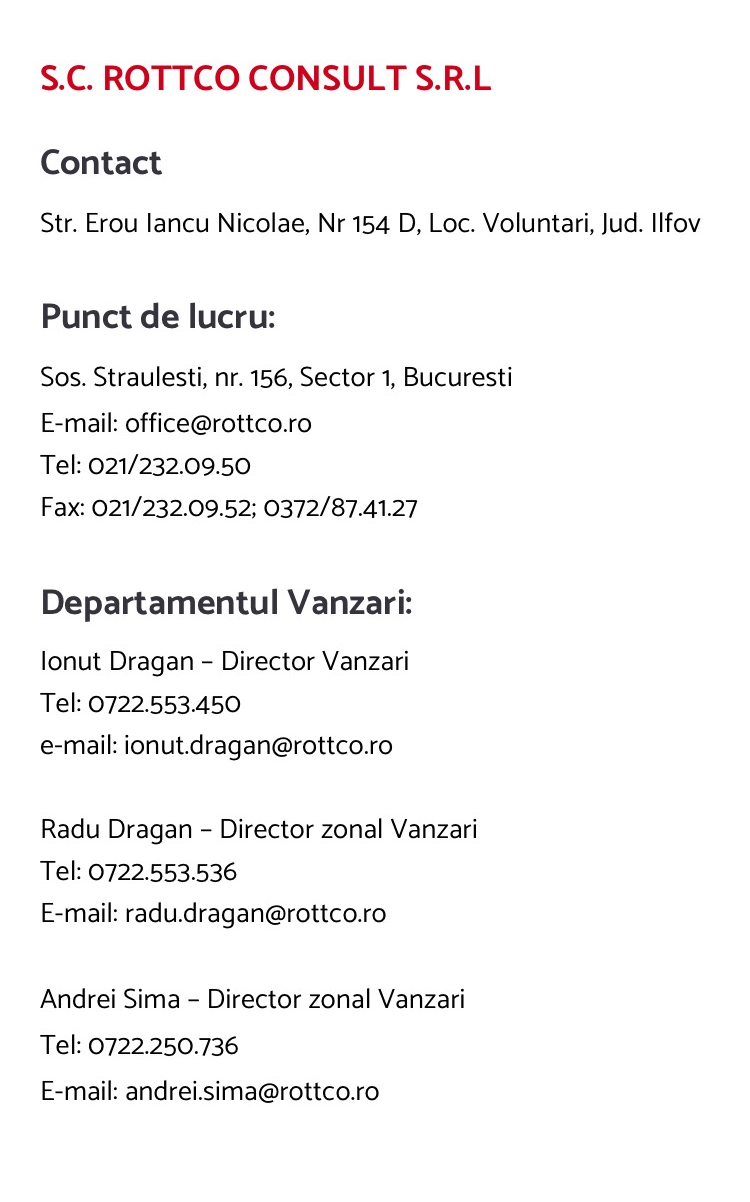 S.C. ROTTCO CONSULT S.R.L
Contact
Str. Erou Iancu Nicolae, Nr 154 D, Loc. Voluntari, Jud. Ilfov
Punct de lucru:
Sos. Straulesti, nr. 156, Sector 1, Bucuresti
E-mail: office@rottco.ro
Tel: 021/232.09.50
Fax: 021/232.09.52; 0372/87.41.27
Departamentul Vanzari:
Ionut Dragan – Director Vanzari
Tel: 0722.553.450
e-mail: ionut.dragan@rottco.ro
Radu Dragan – Director zonal Vanzari
Tel: 0722.553.536
E-mail: radu.dragan@rottco.ro
Andrei Sima – Director zonal Vanzari
Tel: 0722.250.736
E-mail: andrei.sima@rottco.ro